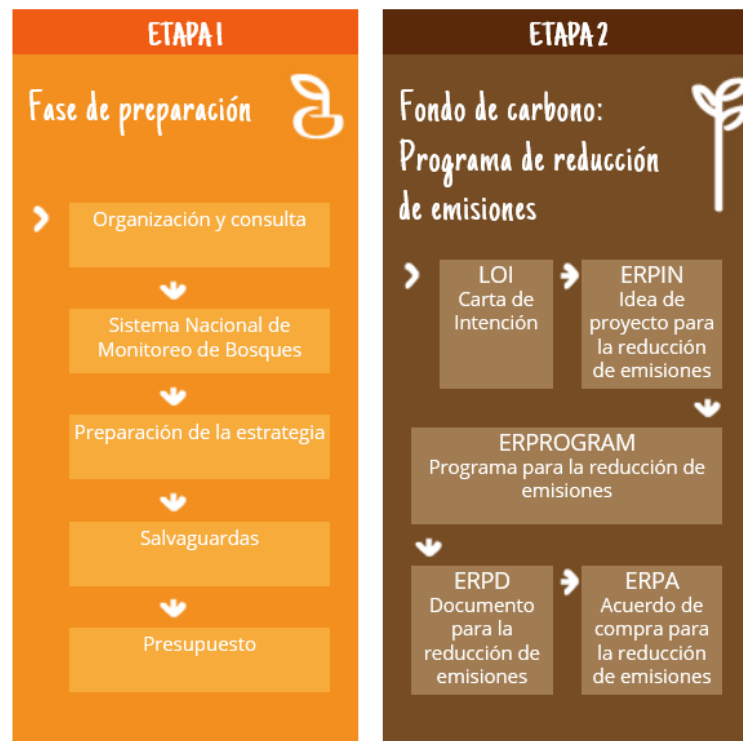 ETAPA 1
Fase de preparación
Organización y consulta
Sistema Nacional de
Monitoreo de Bosques
Preparación de la estrategia
Salvaguardas
Presupuesto
ETAPA 2
Fondo de carbono:
Programa de reducción
de emisiones
LOI
Carta de
Intención
ERPIN
Idea de
proyecto para
la reducción
de emisiones
ERPROGRAM
Programa para la reducción de
emisiones
ERPD
Documento
para la
reducción de
emisiones
ERPA
Acuerdo de
compra para
la reducción
de emisiones